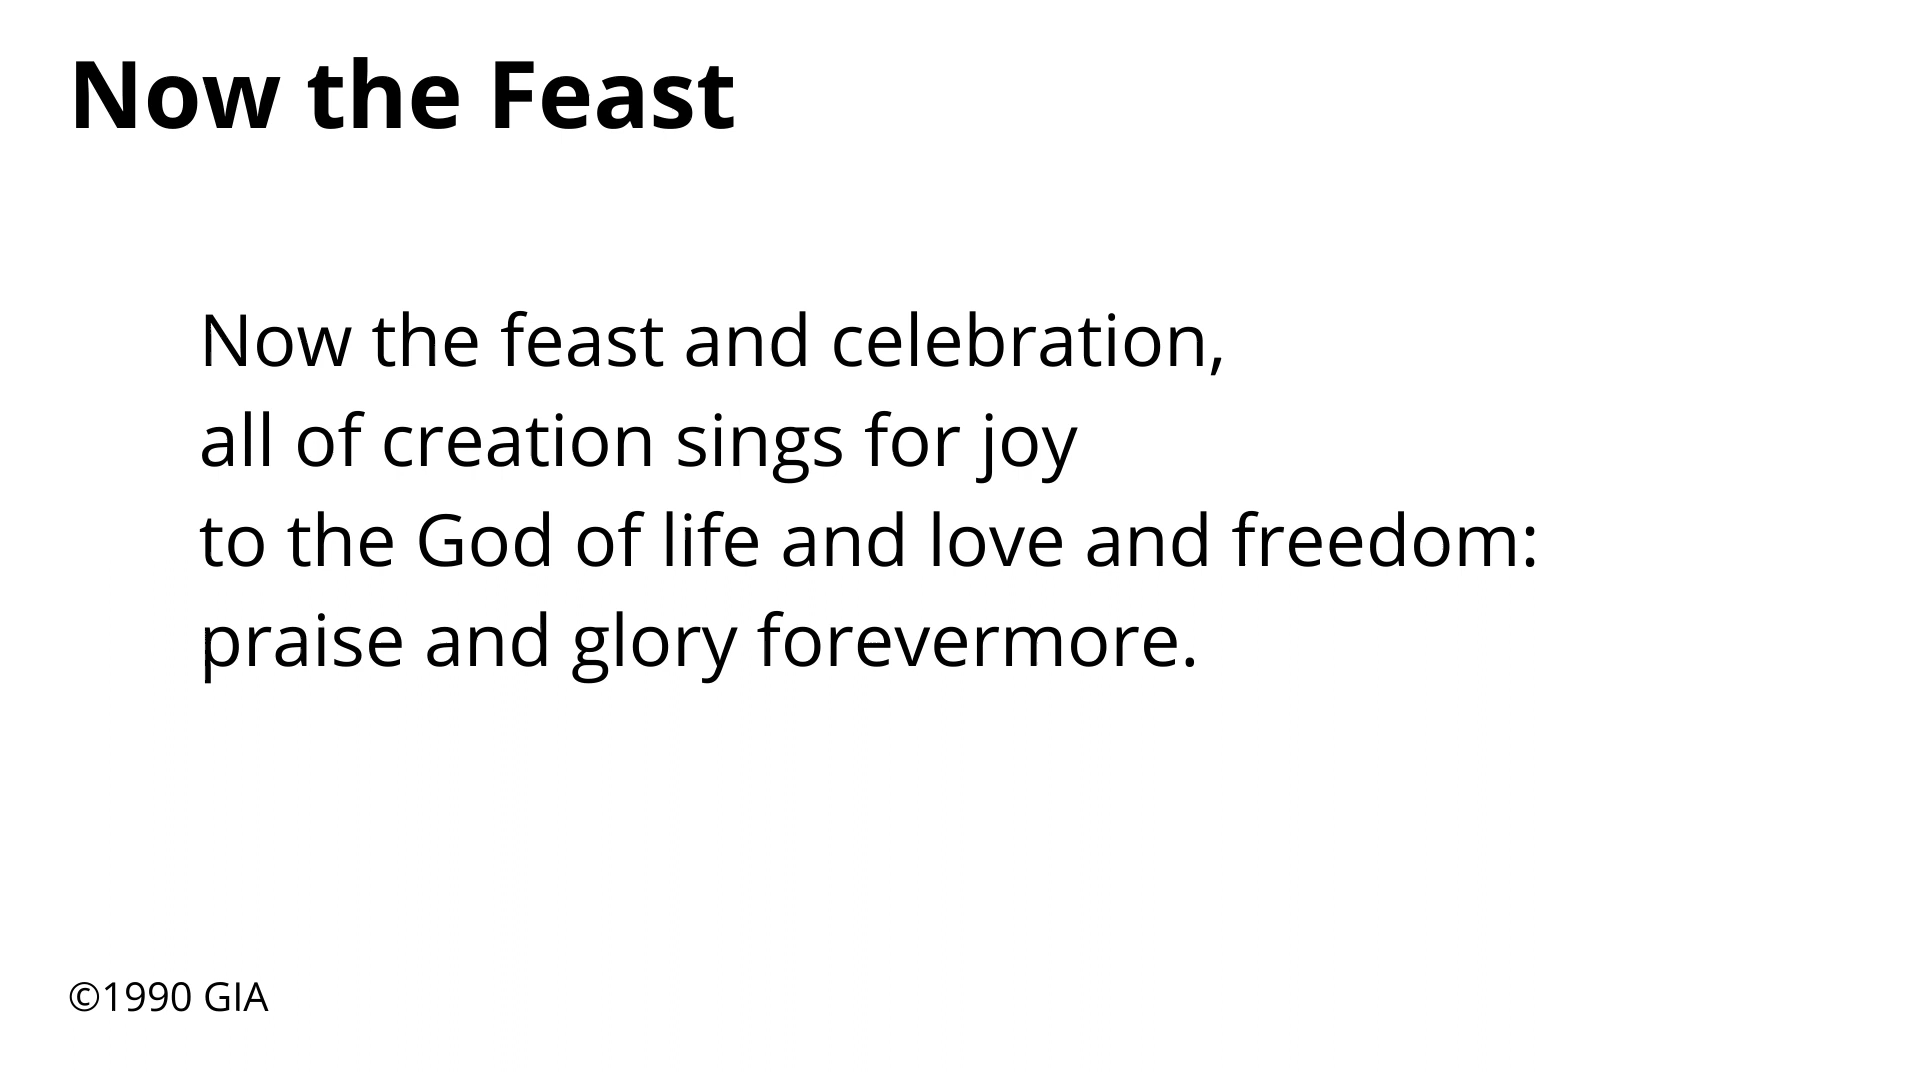 Now the Feast
Now the feast and celebration,
all of creation sings for joy
to the God of life and love and freedom:
praise and glory forevermore.
©1990 GIA